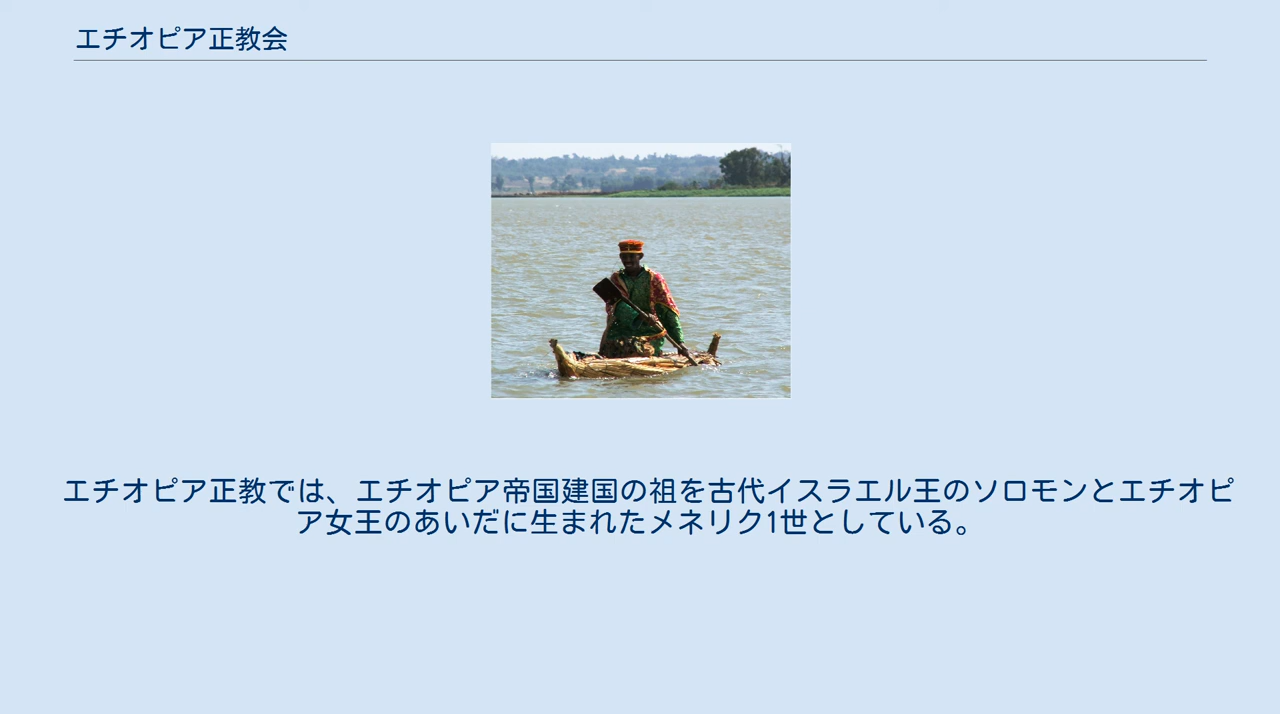 エチオピア正教会
エチオピア正教では、エチオピア帝国建国の祖を古代イスラエル王のソロモンとエチオピ
ア女王のあいだに生まれたメネリク1世としている。